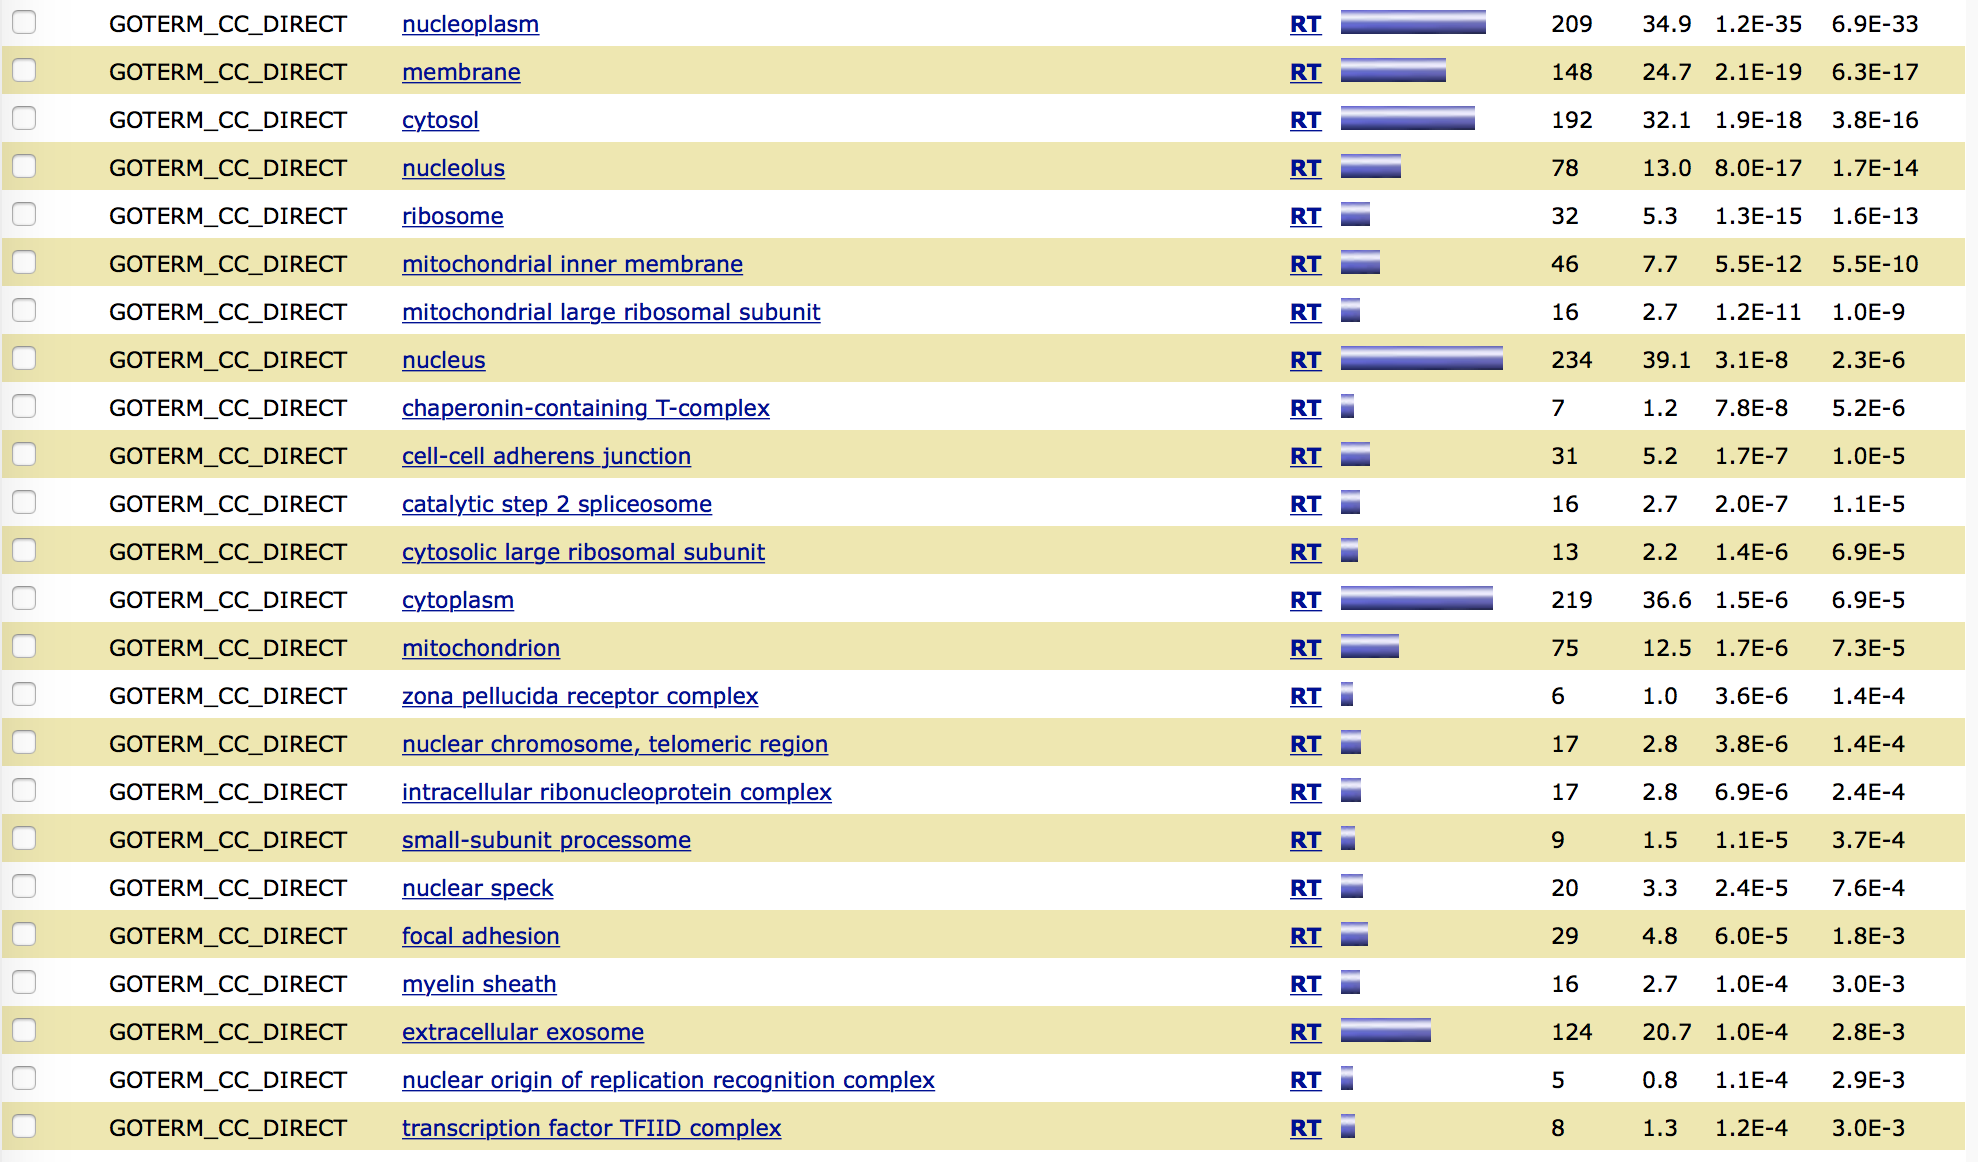 GOTERM_CC_DIRECT nucleoplasm RT 209 34.9 1.2E-35 6.9E-33
GOTERM_CC_DIRECT membrane RT 148 24.7 2.1E-19 6.3E-17
GOTERM_CC_DIRECT cytosol RT 192 32.1 1.9E-18 3.8E-16
GOTERM_CC_DIRECT nucleolus RT 78 13.0 8.0E-17 1.7E-14
GOTERM_CC_DIRECT ribosome RT 32 5.3 1.3E-15 1.6E-13
GOTERM_CC_DIRECT mitochondrial inner membrane RT 46 7.7 5.5E-12 5.5E-10
GOTERM_CC_DIRECT mitochondrial large ribosomal subunit RT 16 2.7 1.2E-11 1.0E-9
GOTERM_CC_DIRECT nucleus RT 234 39.1 3.1E-8 2.3E-6
GOTERM_CC_DIRECT chaperonin-containing T-complex RT 7 1.2 7.8E-8 5.2E-6
GOTERM_CC_DIRECT cell-cell adherens junction RT 31 5.2 1.7E-7 1.0E-5
GOTERM_CC_DIRECT catalytic step 2 spliceosome RT 16 2.7 2.0E-7 1.1E-5
GOTERM_CC_DIRECT cytosolic large ribosomal subunit RT 13 2.2 1.4E-6 6.9E-5
GOTERM_CC_DIRECT cytoplasm RT 219 36.6 1.5E-6 6.9E-5
GOTERM_CC_DIRECT mitochondrion RT 75 12.5 1.7E-6 7.3E-5
GOTERM_CC_DIRECT zona pellucida receptor complex RT 6 1.0 3.6E-6 1.4E-4
GOTERM_CC_DIRECT nuclear chromosome, telomeric region RT 17 2.8 3.8E-6 1.4E-4
GOTERM_CC_DIRECT intracellular ribonucleoprotein complex RT 17 2.8 6.9E-6 2.4E-4
GOTERM_CC_DIRECT small-subunit processome RT 9 1.5 1.1E-5 3.7E-4
GOTERM_CC_DIRECT nuclear speck RT 20 3.3 2.4E-5 7.6E-4
GOTERM_CC_DIRECT focal adhesion RT 29 4.8 6.0E-5 1.8E-3
GOTERM_CC_DIRECT myelin sheath RT 16 2.7 1.0E-4 3.0E-3
GOTERM_CC_DIRECT extracellular exosome RT 124 20.7 1.0E-4 2.8E-3
GOTERM_CC_DIRECT nuclear origin of replication recognition complex RT 5 0.8 1.1E-4 2.9E-3
GOTERM_CC_DIRECT transcription factor TFIID complex RT 8 1.3 1.2E-4 3.0E-3